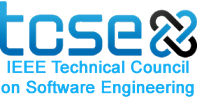 tcse
IEEE Technical Council
on Software Engineering